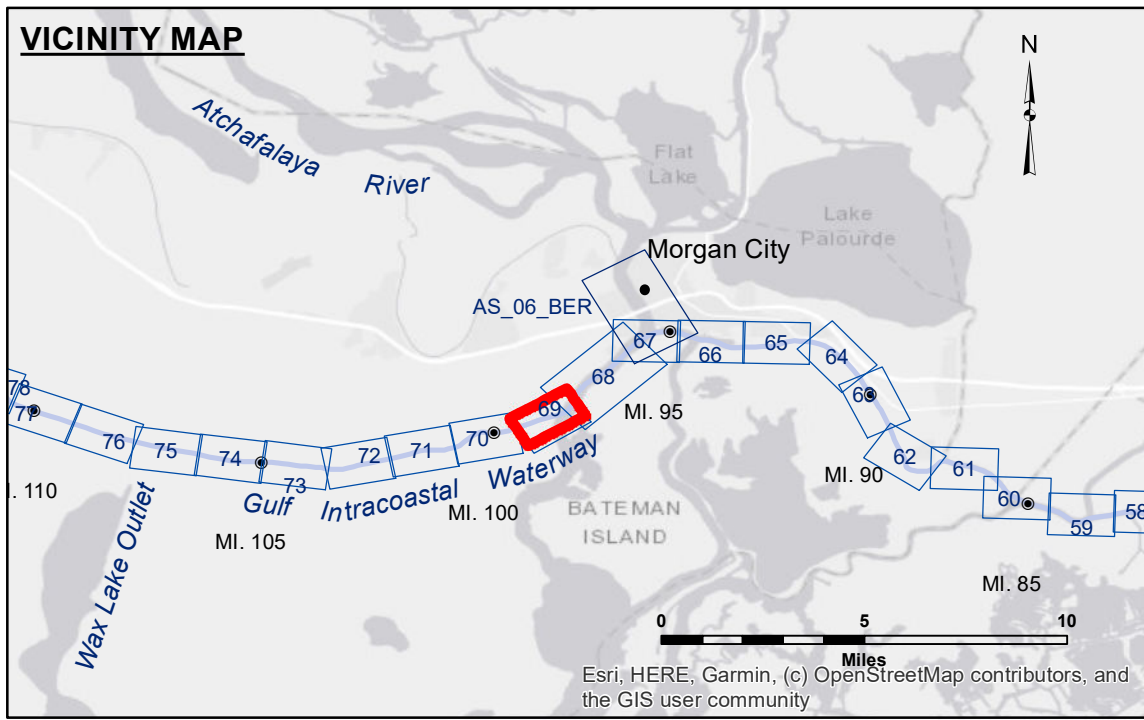 VICINITY MAP
N
Atchafalaya
River
Flat
Lake
Lake
Palourde
Morgan City
AS_06_BER
67
66
65
64
68
63
69
MI. 95
78
77
76
75
74
73
72
71
70
62
61
60
59
58
MI. 90
Waterway
Gulf
Intracoastal
MI. 100
BATEMAN
ISLAND
MI. 105
Wax Lake Outlet
MI. 85
0
5
10
Miles
Esri, HERE, Garmin, (c) OpenStreetMap contributors, and
the GIS user community